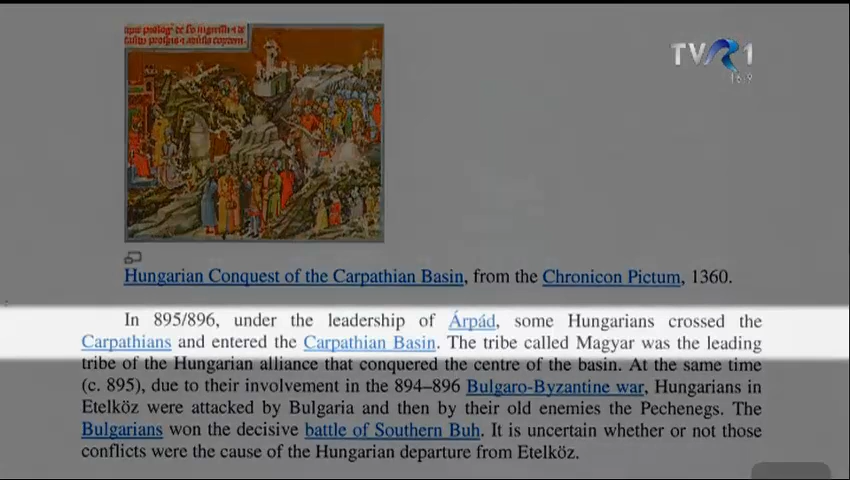 TVR1
16:9
Hungarian Conquest of the Carpathian Basin, from the Chronicon Pictum, 1360.
In 895/896, under the leadership of Árpád, some Hungarians crossed the
Carpathians and entered the Carpathian Basin. The tribe called Magyar was the leading
tribe of the Hungarian alliance that conquered the centre of the basin. At the same time
(c. 895), due to their involvement in the 894–896 Bulgaro-Byzantine war, Hungarians in
Etelköz were attacked by Bulgaria and then by their old enemies the Pechenegs. The
Bulgarians won the decisive battle of Southern Buh. It is uncertain whether or not those
conflicts were the cause of the Hungarian departure from Etelköz.